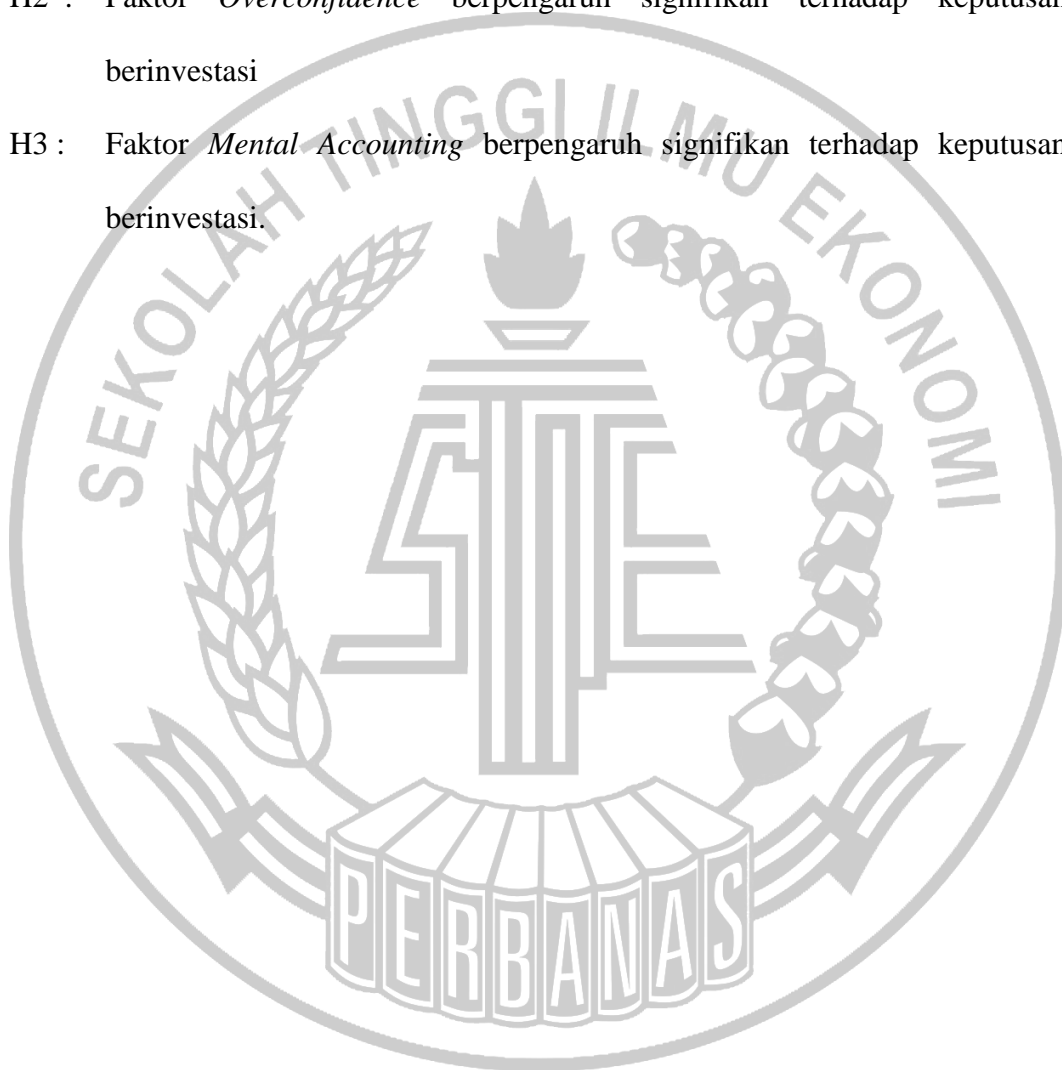 H2 : Faktor Overconfidence berpengaruh signifikan terhadap keputusan
berinvestasi
H3 : Faktor Mental Accounting berpengaruh signifikan terhadap keputusan
berinvestasi.
SEKOLAH TINGGI ILMU EKONOMI
STIE
PERBANAS